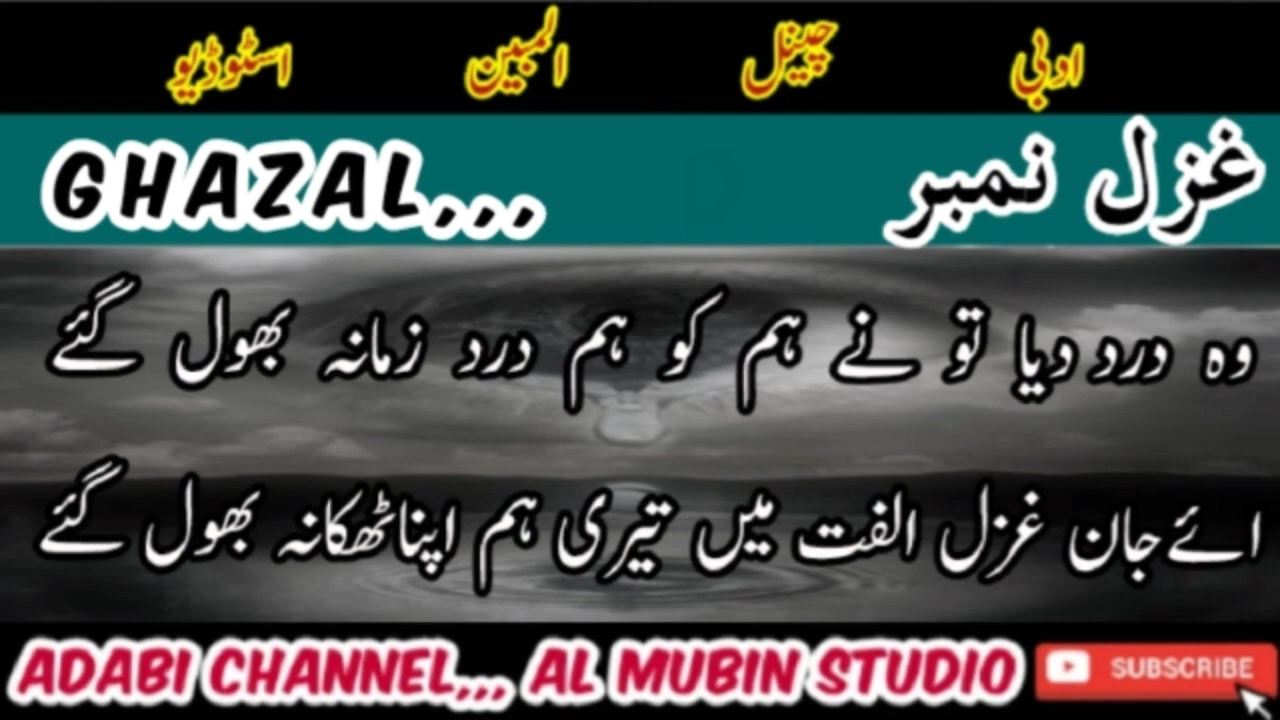 ادبی چینل المبین اسٹوڈیو
غزل نمبر GHAZAL...
وہ درد دیا تو نے ہم کو ہم درد زمانہ بھول گئے
اے جان غزل الفت میں تیری ہم اپنا ٹھکانہ بھول گئے
ADABI CHANNEL,,, AL MUBIN STUDIO SUBSCRIBE